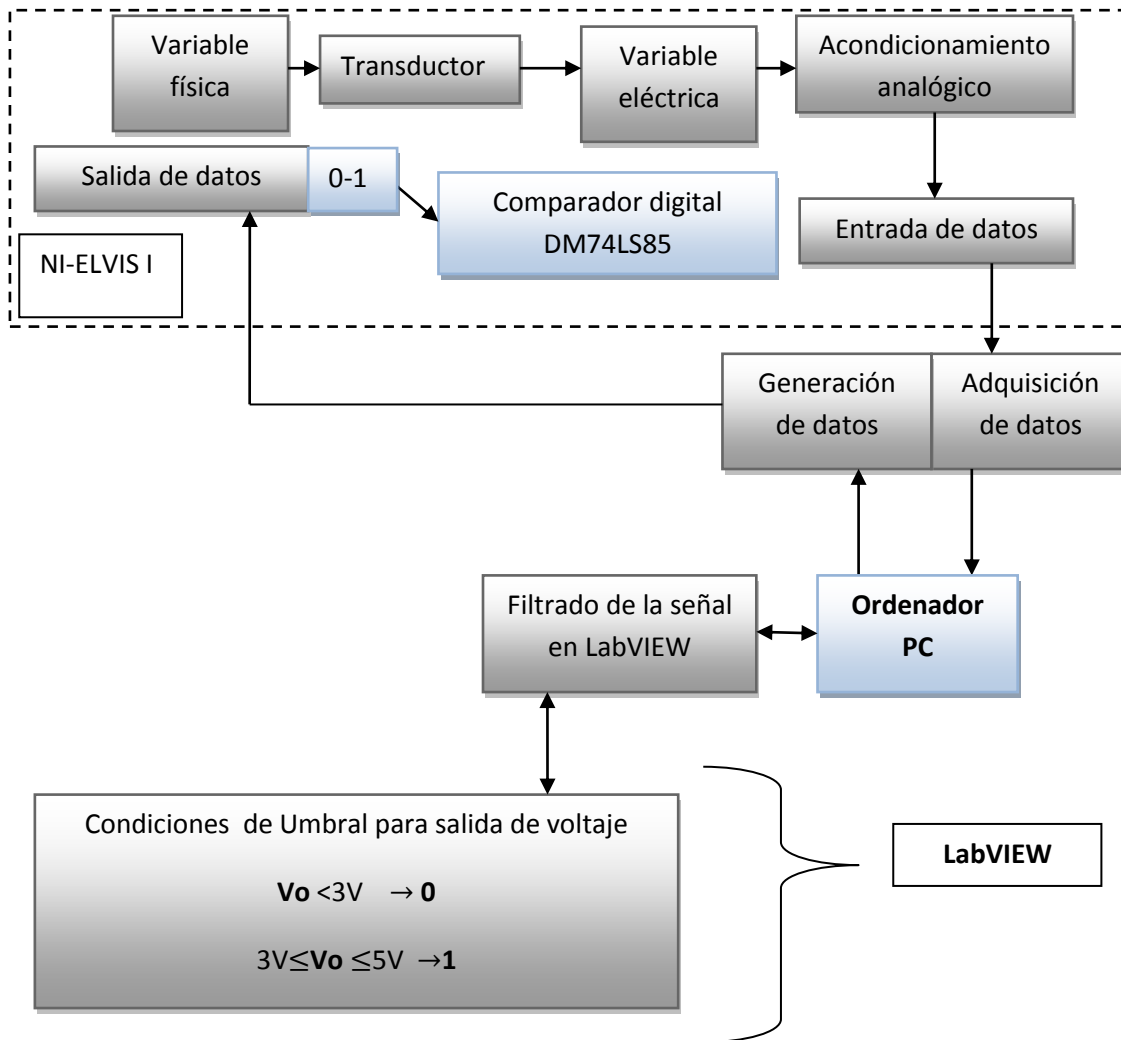 Variable
física
Transductor
Variable
eléctrica
Acondicionamiento
analógico
Salida de datos
0-1
Comparador digital
DM74LS85
Entrada de datos
NI-ELVIS I
Generación
de datos
Adquisición
de datos
Filtrado de la señal
en LabVIEW
Ordenador
PC
Condiciones de Umbral para salida de voltaje
Vo <3V → 0
3V≤Vo ≤5V →1
LabVIEW